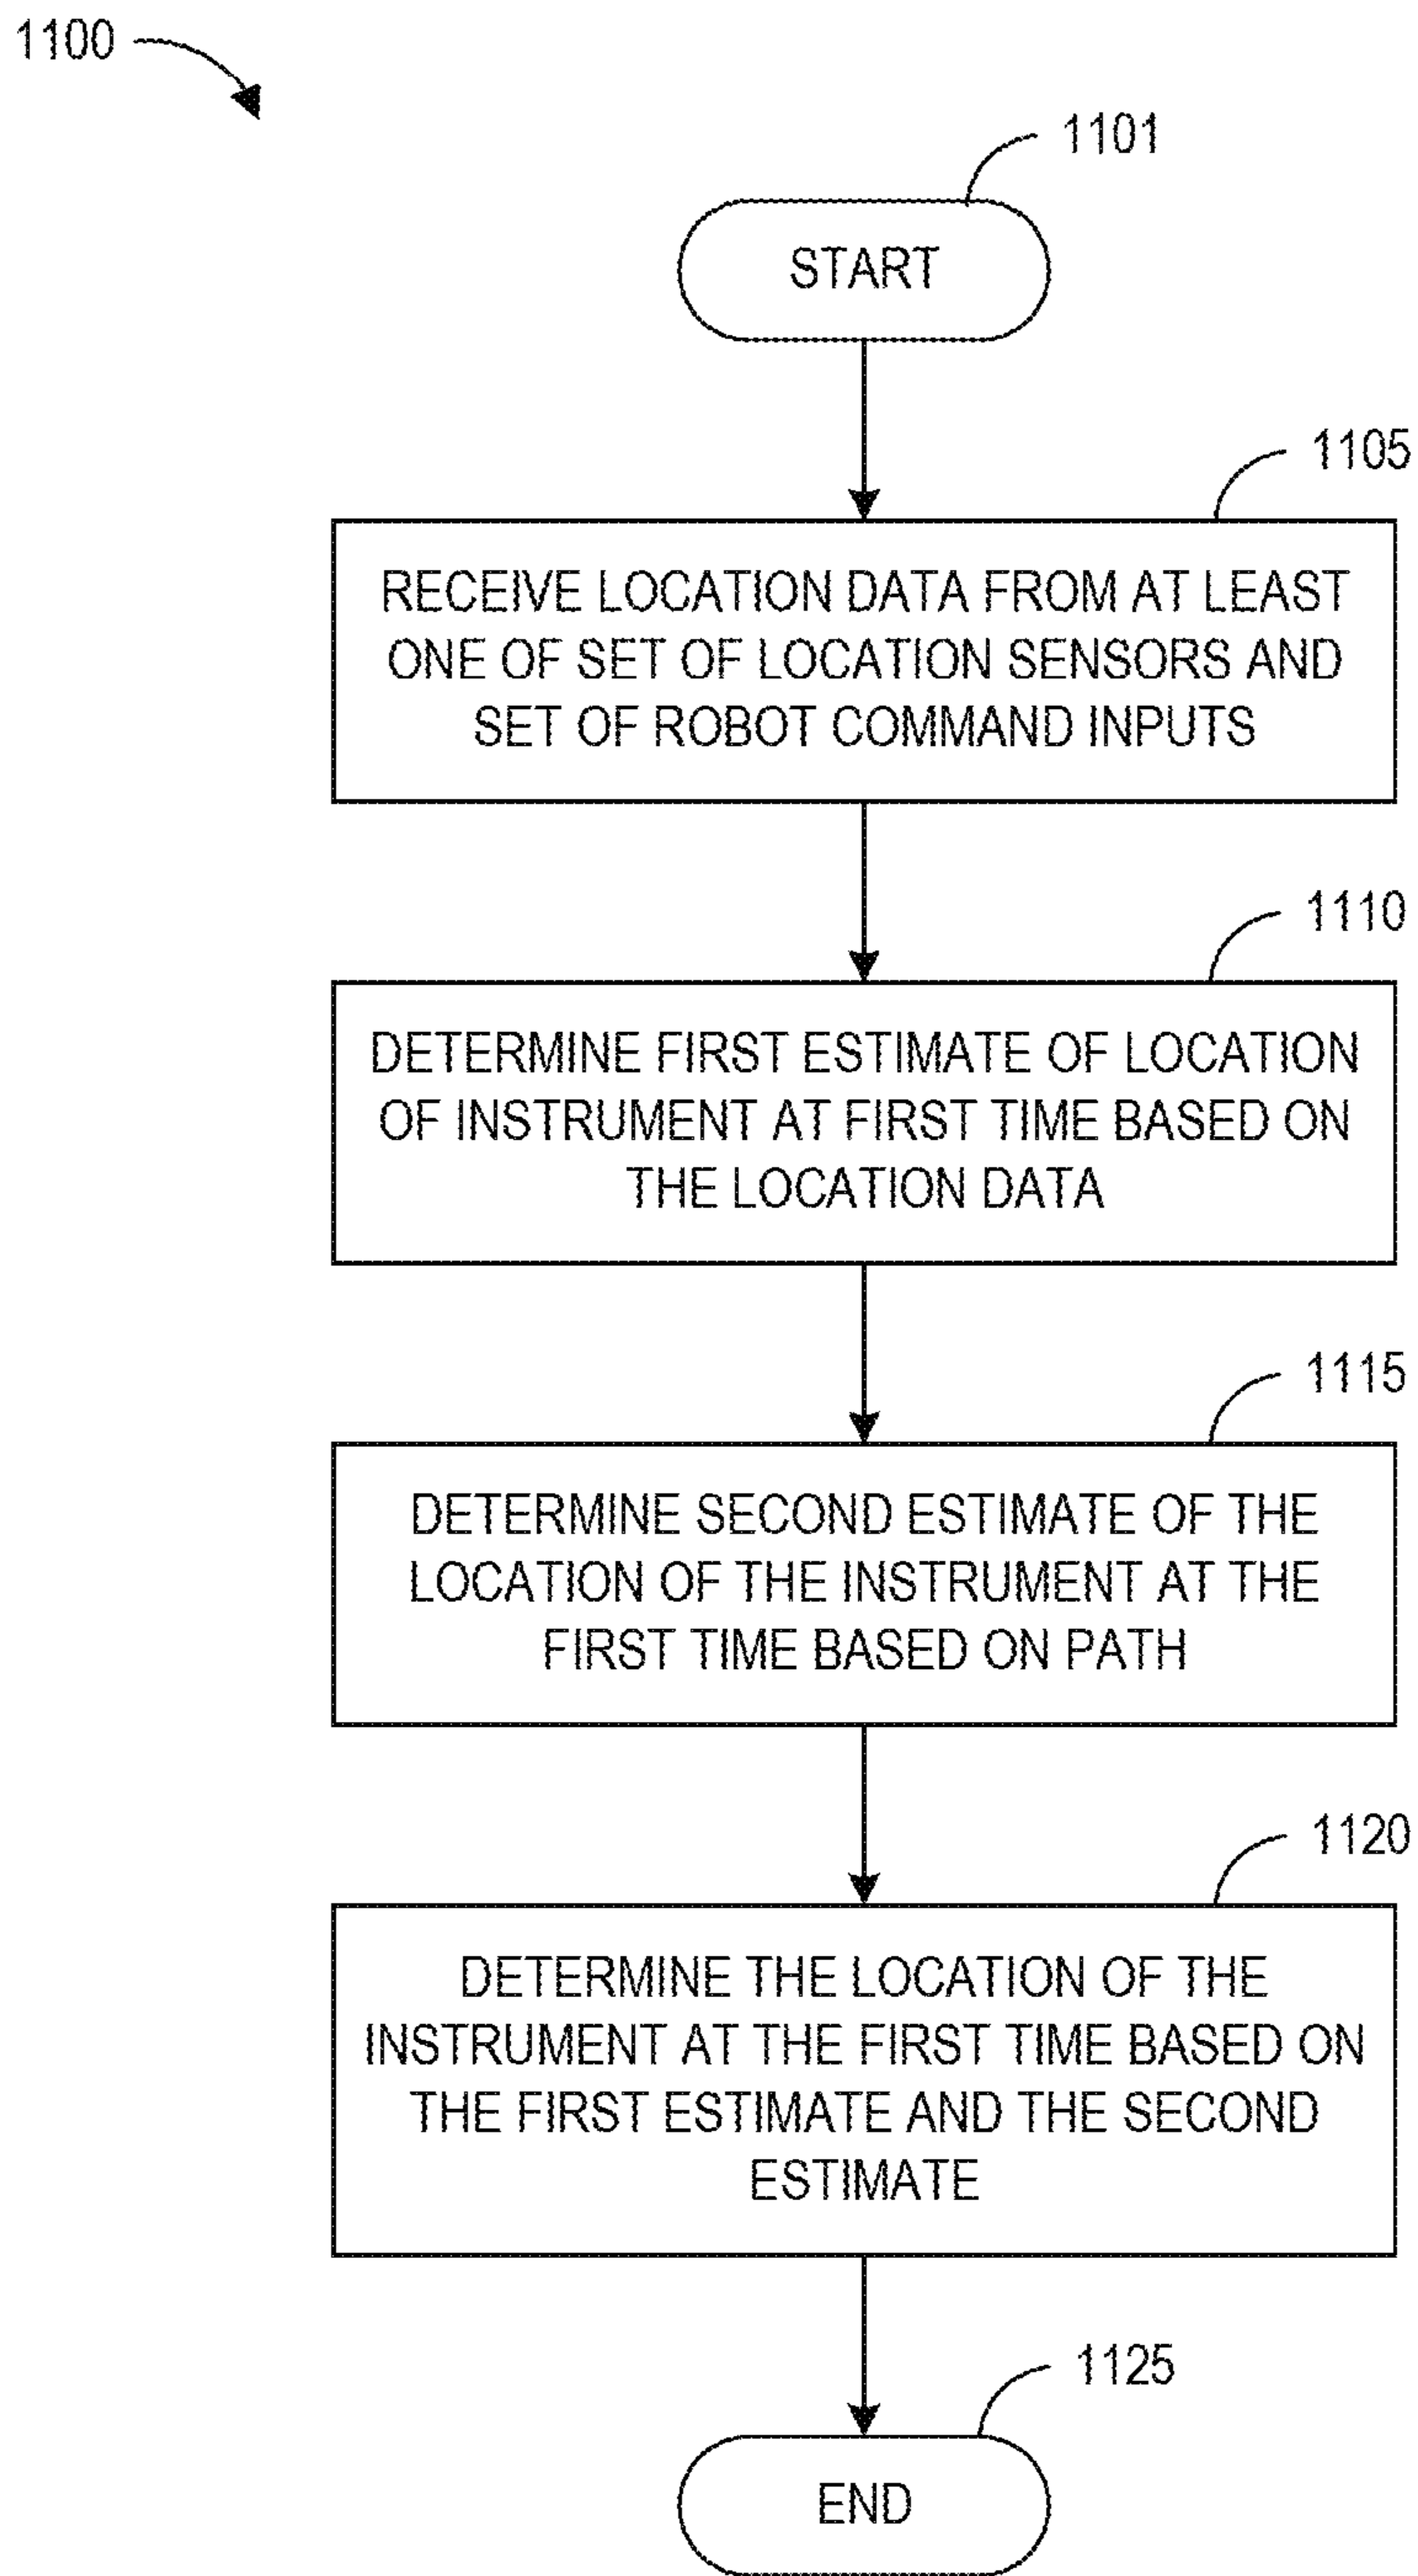 1100
1101
START
1105
RECEIVE LOCATION DATA FROM AT LEAST
ONE OF SET OF LOCATION SENSORS AND
SET OF ROBOT COMMAND INPUTS
1110
DETERMINE FIRST ESTIMATE OF LOCATION
OF INSTRUMENT AT FIRST TIME BASED ON
THE LOCATION DATA
1115
DETERMINE SECOND ESTIMATE OF THE
LOCATION OF THE INSTRUMENT AT THE
FIRST TIME BASED ON PATH
1120
DETERMINE THE LOCATION OF THE
INSTRUMENT AT THE FIRST TIME BASED ON
THE FIRST ESTIMATE AND THE SECOND
ESTIMATE
1125
END